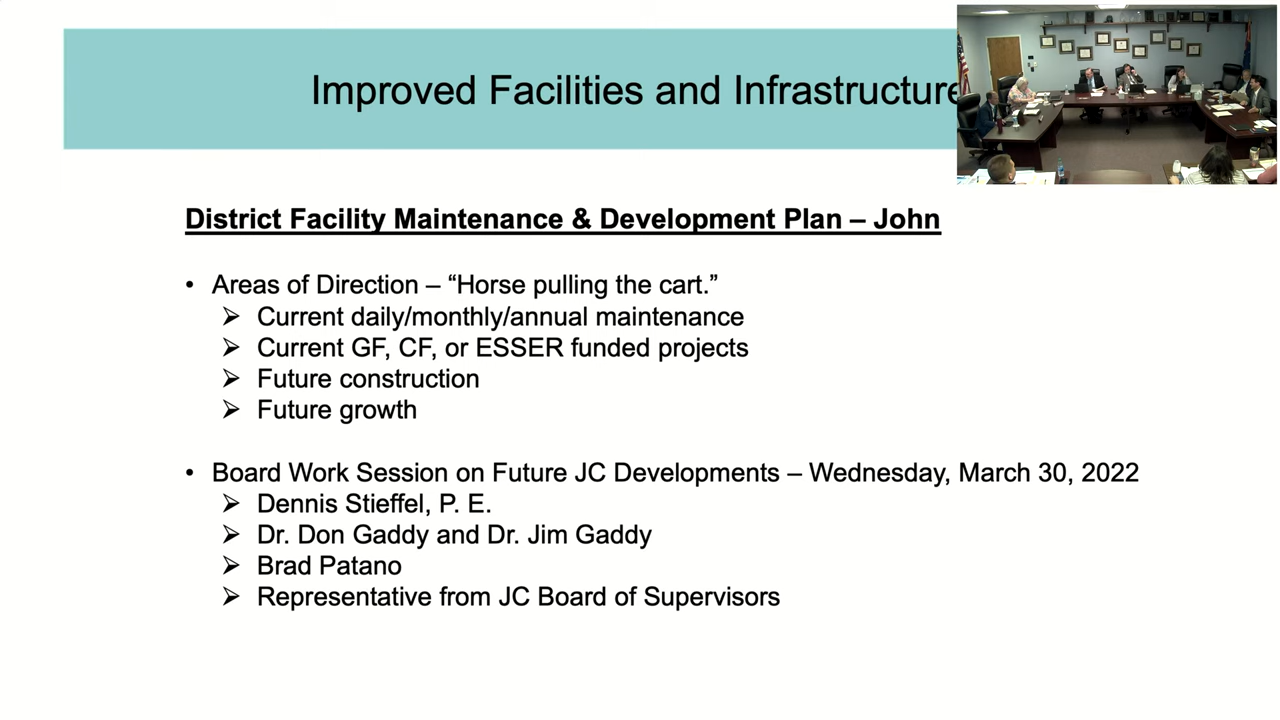 Improved Facilities and Infrastructure
District Facility Maintenance & Development Plan – John
• Areas of Direction – “Horse pulling the cart.”
➢ Current daily/monthly/annual maintenance
➢ Current GF, CF, or ESSER funded projects
➢ Future construction
➢ Future growth
• Board Work Session on Future JC Developments – Wednesday, March 30, 2022
➢ Dennis Stieffel, P. E.
➢ Dr. Don Gaddy and Dr. Jim Gaddy
➢ Brad Patano
➢ Representative from JC Board of Supervisors